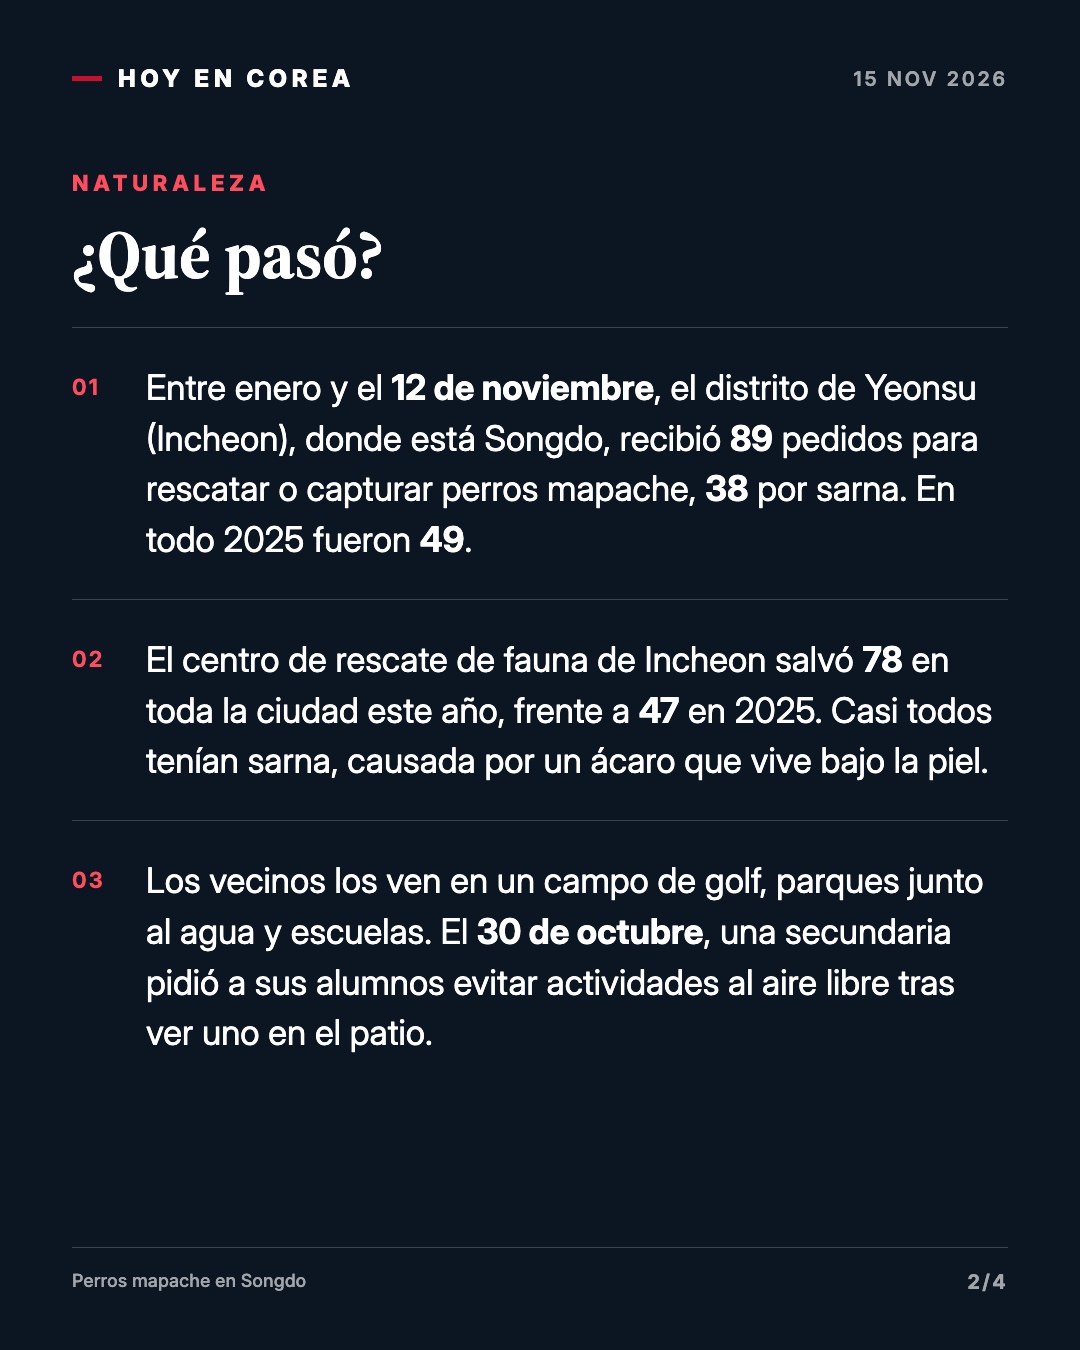 HOY EN COREA
15 NOV 2026
NATURALEZA
¿Qué pasó?
01
Entre enero y el 12 de noviembre, el distrito de Yeonsu
(Incheon), donde está Songdo, recibió 89 pedidos para
rescatar o capturar perros mapache, 38 por sarna. En
todo 2025 fueron 49.
02
El centro de rescate de fauna de Incheon salvó 78 en
toda la ciudad este año, frente a 47 en 2025. Casi todos
tenían sarna, causada por un ácaro que vive bajo la piel.
03
Los vecinos los ven en un campo de golf, parques junto
al agua y escuelas. El 30 de octubre, una secundaria
pidió a sus alumnos evitar actividades al aire libre tras
ver uno en el patio.
Perros mapache en Songdo
2/4